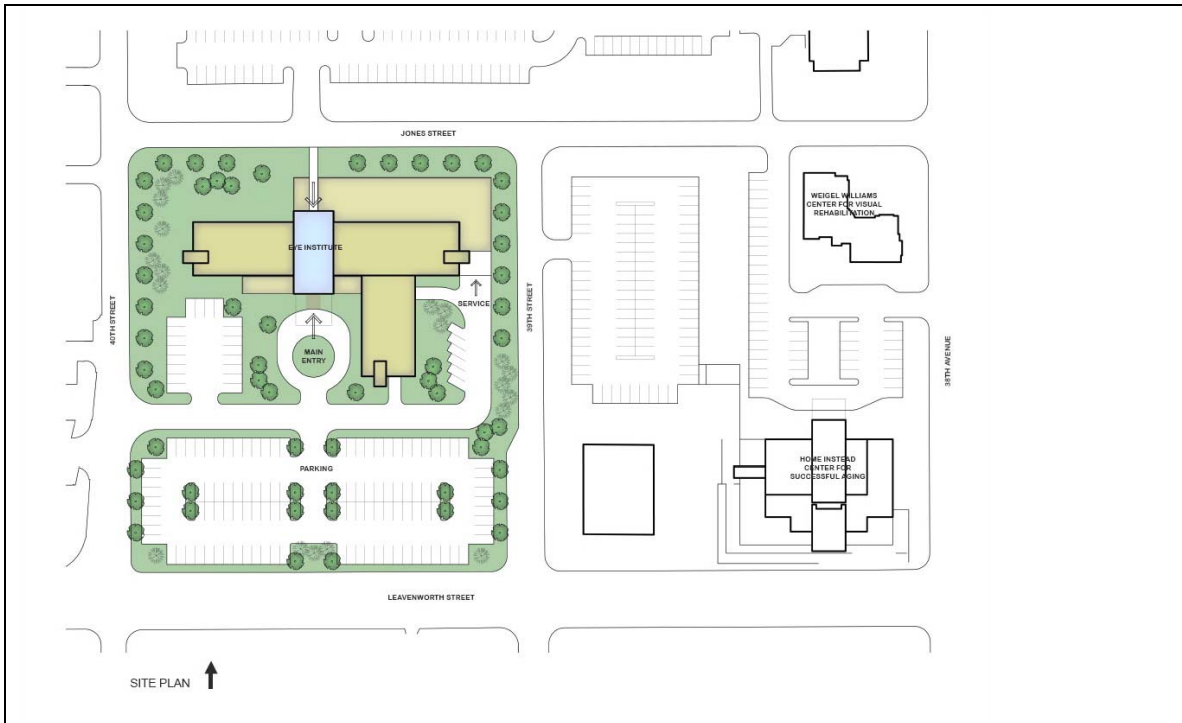 JONES STREET
WEIGEL WILLIAMS
CENTER FOR VISUAL
REHABILITATION
EYE INSTITUTE
SERVICE
40TH STREET
39TH STREET
MAIN
ENTRY
38TH AVENUE
HOME INSTEAD
CENTER FOR
SUCCESSFUL AGING
PARKING
LEAVENWORTH STREET
SITE PLAN